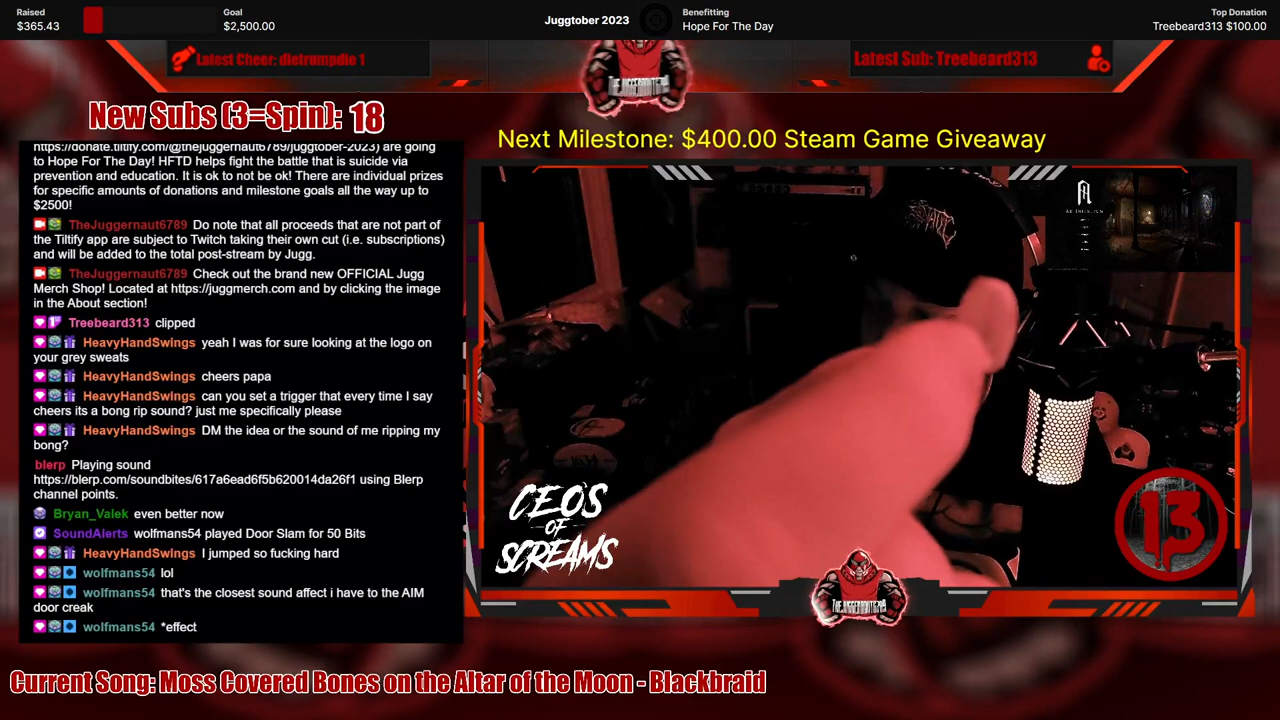 Raised
$365.43
Goal
$2,500.00
Juggtober 2023
Benefitting
Hope For The Day
Top Donation
Treebeard313 $100.00
Latest Cheer: dietrumpdio 1
Latest Sub: Treebeard313
New Subs (3=Spin): 18
Next Milestone: $400.00 Steam Game Giveaway
https://donate.tiltify.com/@thejuggernaut6789/juggtober-2023) are going
to Hope For The Day! HFTD helps fight the battle that is suicide via
prevention and education. It is ok to not be ok! There are individual prizes
for specific amounts of donations and milestone goals all the way up to
$2500!
TheJuggernaut6789 Do note that all proceeds that are not part of
the Tiltify app are subject to Twitch taking their own cut (i.e. subscriptions)
and will be added to the total post-stream by Jugg.
TheJuggernaut6789 Check out the brand new OFFICIAL Jugg
Merch Shop! Located at https://juggmerch.com and by clicking the image
in the About section!
Treebeard313 clipped
HeavyHandSwings yeah I was for sure looking at the logo on
your grey sweats
HeavyHandSwings cheers papa
HeavyHandSwings can you set a trigger that every time I say
cheers its a bong rip sound? just me specifically please
HeavyHandSwings DM the idea or the sound of me ripping my
bong?
blerp Playing sound
https://blerp.com/soundbites/617a6ead6f5b620014da26f1 using Blerp
channel points.
Bryan_Valek even better now
SoundAlerts wolfmans54 played Door Slam for 50 Bits
HeavyHandSwings I jumped so fucking hard
wolfmans54 lol
wolfmans54 that's the closest sound affect i have to the AIM
door creak
wolfmans54 *effect
CEO'S
OF
SCREAMS
13
THEJUGGERNAUT6789
Current Song: Moss Covered Bones on the Altar of the Moon - Blackbraid